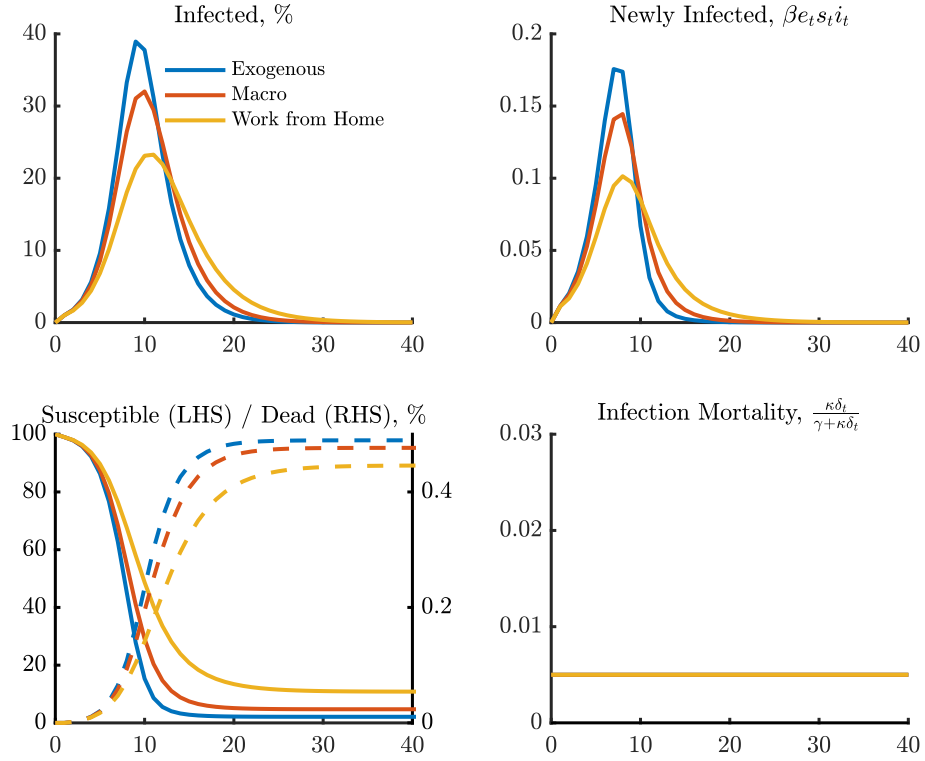 Infected, %
40
30
20
10
0
0 10 20 30 40
Exogenous
Macro
Work from Home
Newly Infected, βe_t s_t i_t
0.2
0.15
0.1
0.05
0
0 10 20 30 40
Susceptible (LHS) / Dead (RHS), %
100
80
60
40
20
0
0.4
0.2
0
0 10 20 30 40
Infection Mortality, κδ_t/(γ+κδ_t)
0.03
0.02
0.01
0
0 10 20 30 40